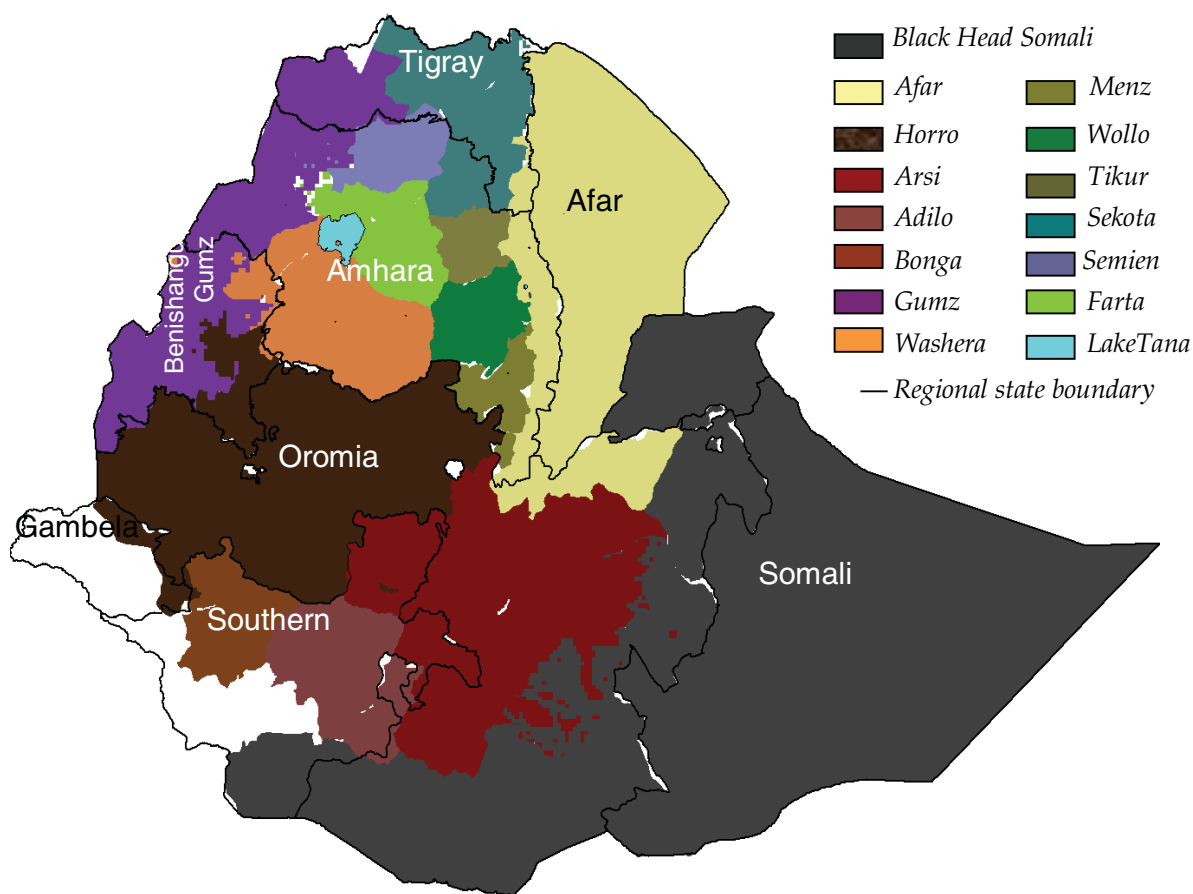 Tigray
Afar
Amhara
Benishangu
Gumz
Oromia
Gambela
Southern
Somali
Black Head Somali
Afar
Horro
Arsi
Adilo
Bonga
Gumz
Washera
Menz
Wollo
Tikur
Sekota
Semien
Farta
LakeTana
Regional state boundary